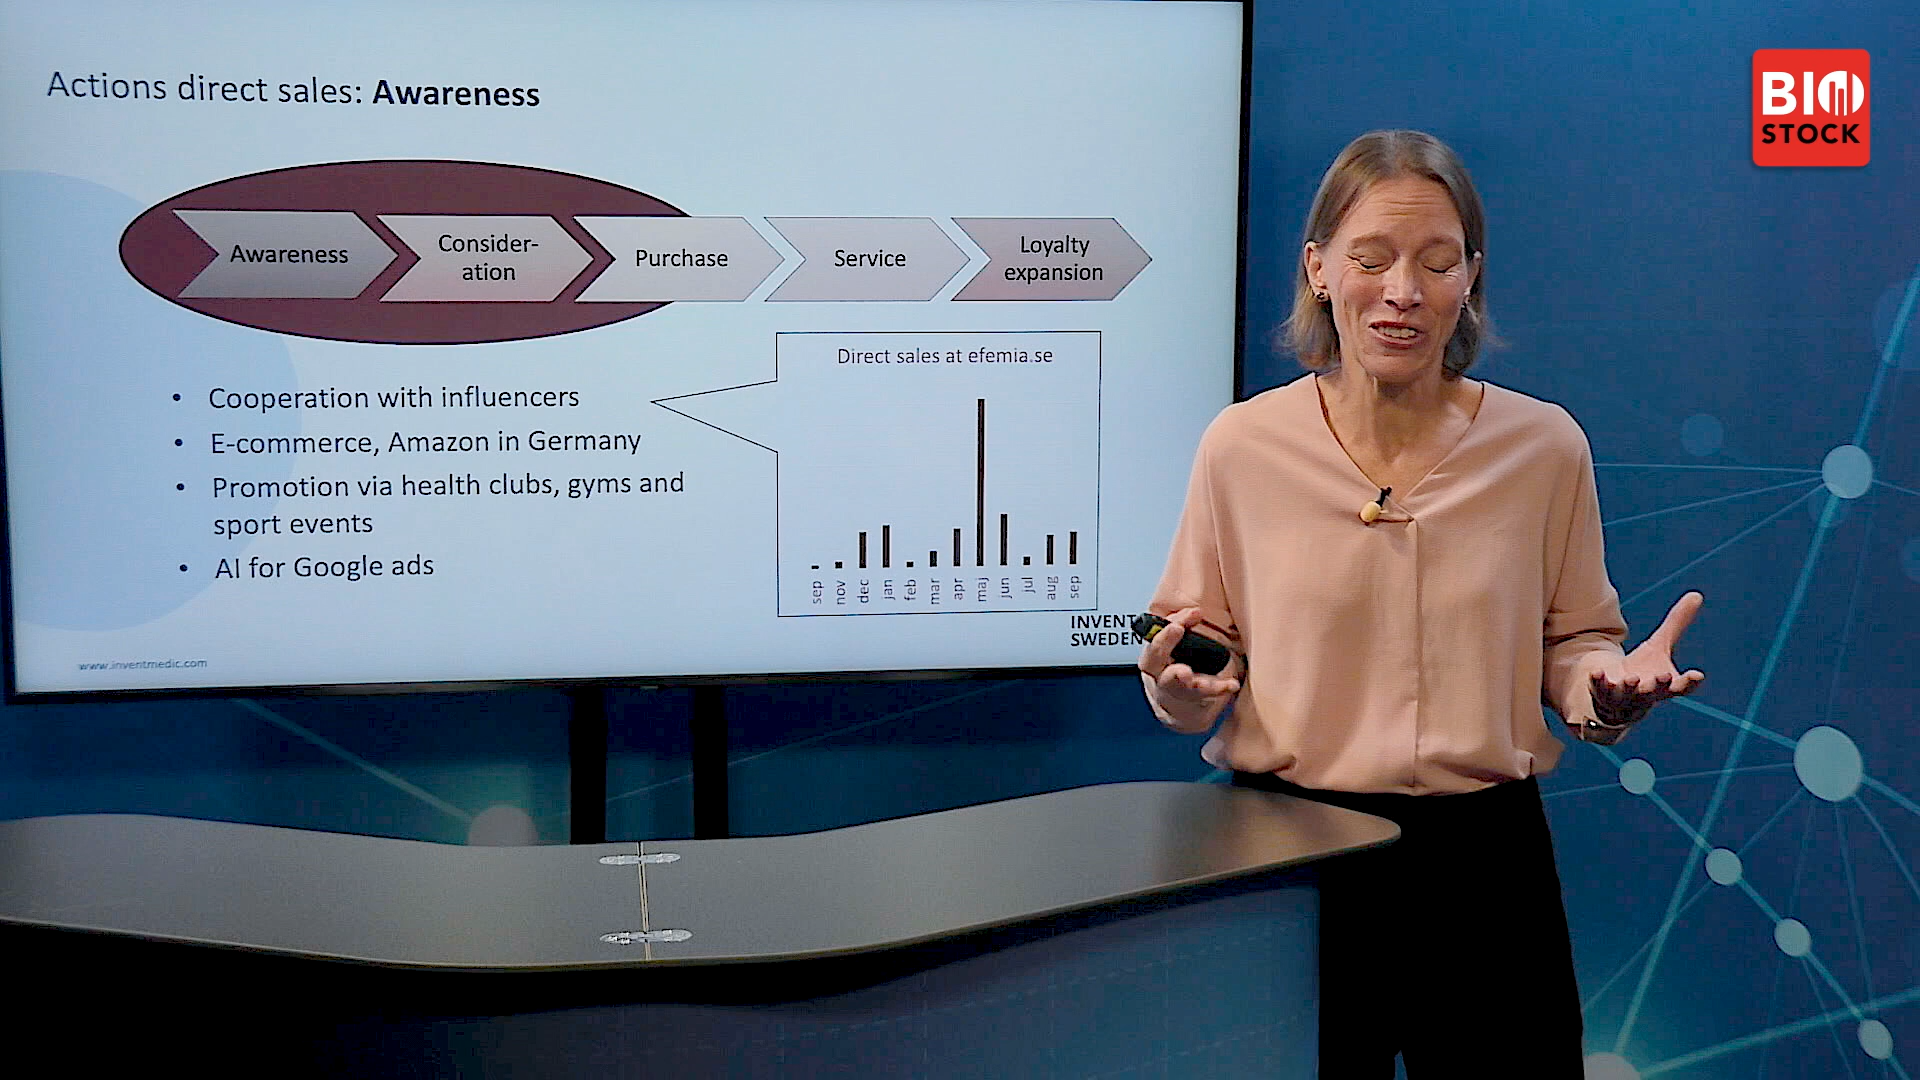 Actions direct sales: Awareness
Awareness
Consider-
ation
Purchase
Service
Loyalty
expansion
• Cooperation with influencers
• E-commerce, Amazon in Germany
• Promotion via health clubs, gyms and
sport events
• AI for Google ads
Direct sales at efemia.se
sep nov dec jan feb mar apr maj jun jul aug sep
INVENT
SWEDEN
www.inventmedic.com
BIO
STOCK